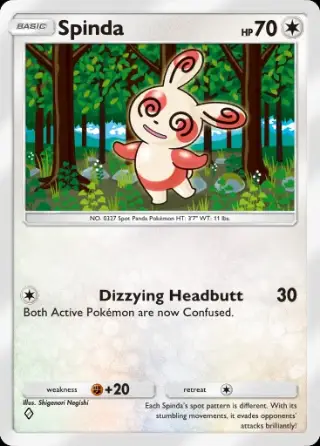 BASIC Spinda HP 70
NO. 0327 Spot Panda Pokémon HT: 3'7" WT: 11 lbs.
Dizzying Headbutt 30
Both Active Pokémon are now Confused.
weakness +20 retreat
Illus. Shigenori Negishi
Each Spinda's spot pattern is different. With its
stumbling movements, it evades opponents'
attacks brilliantly!